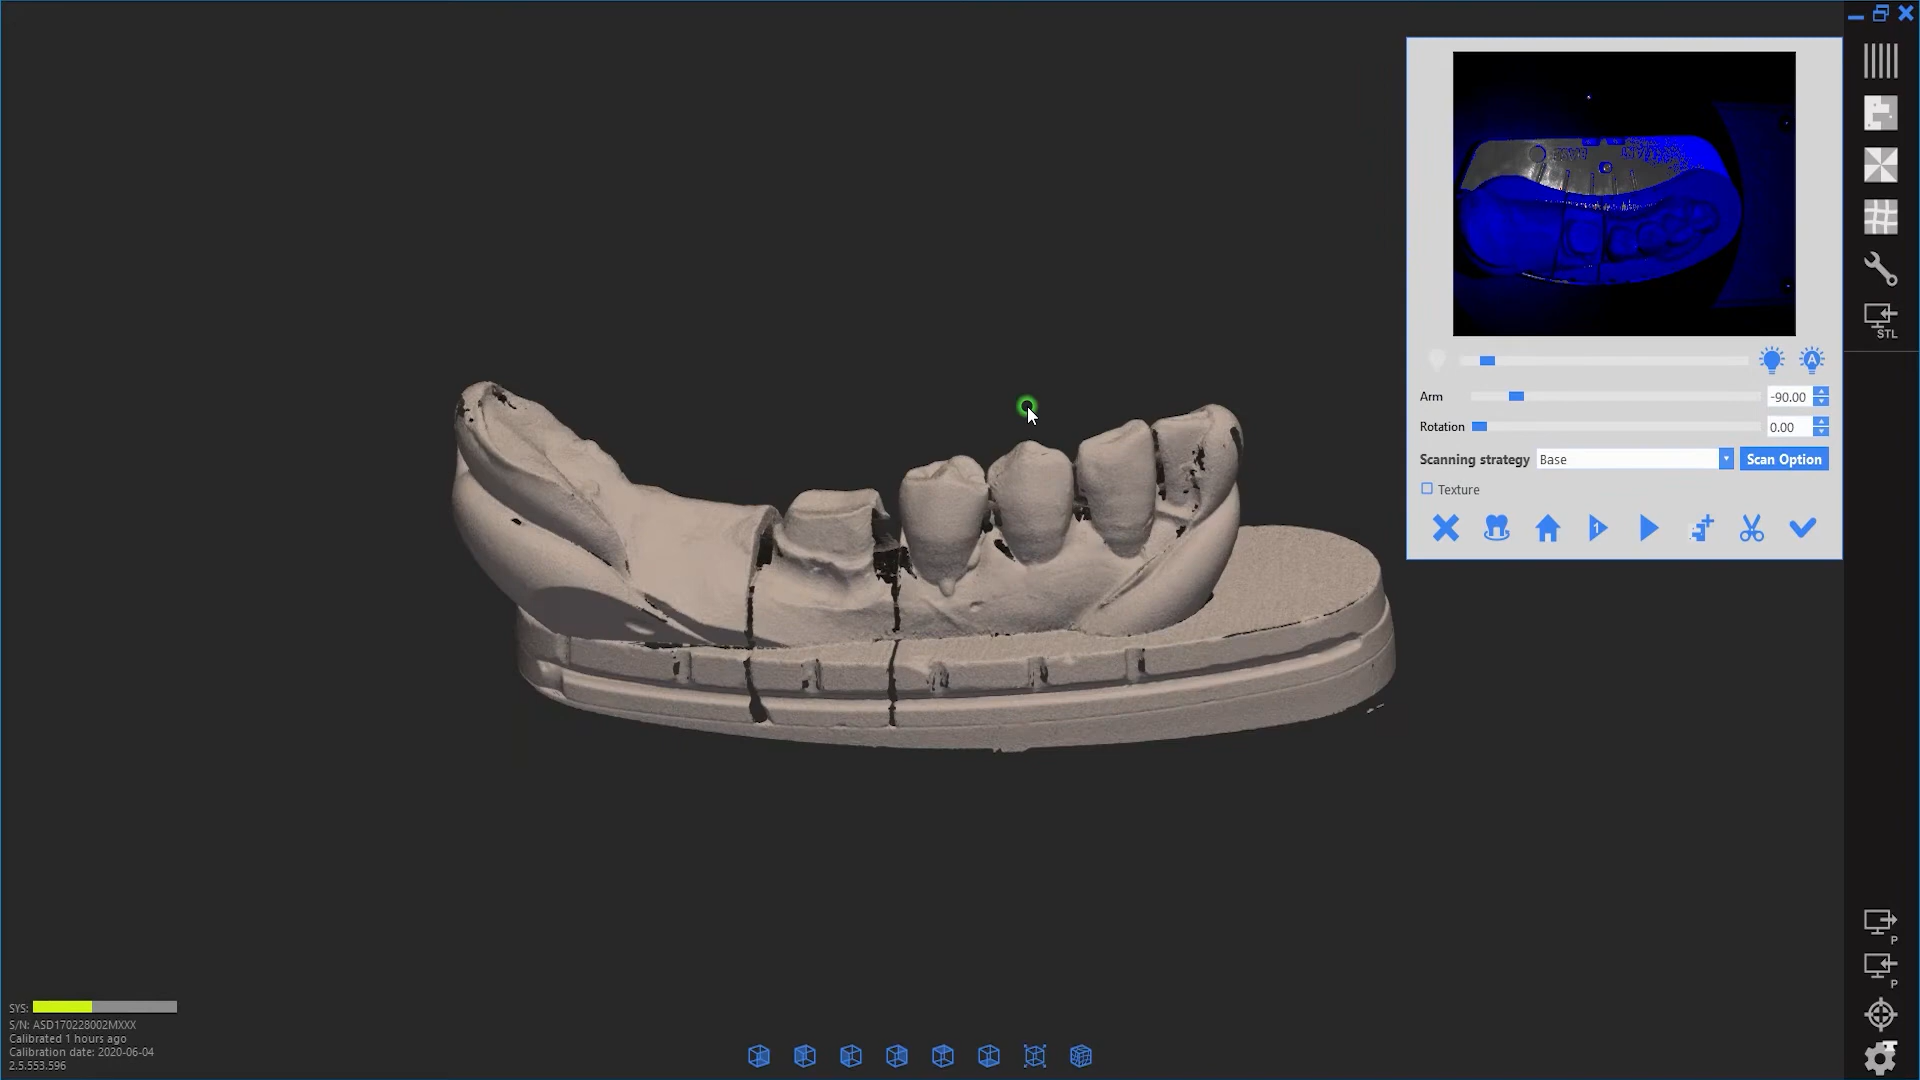 STL
Arm
-90.00
Rotation
0.00
Scanning strategy Base Scan Option
Texture
1
A
P
P
SYS:
S/N: ASD170228002MXXX
Calibrated 1 hours ago
Calibration date: 2020-06-04
2.5.553.596